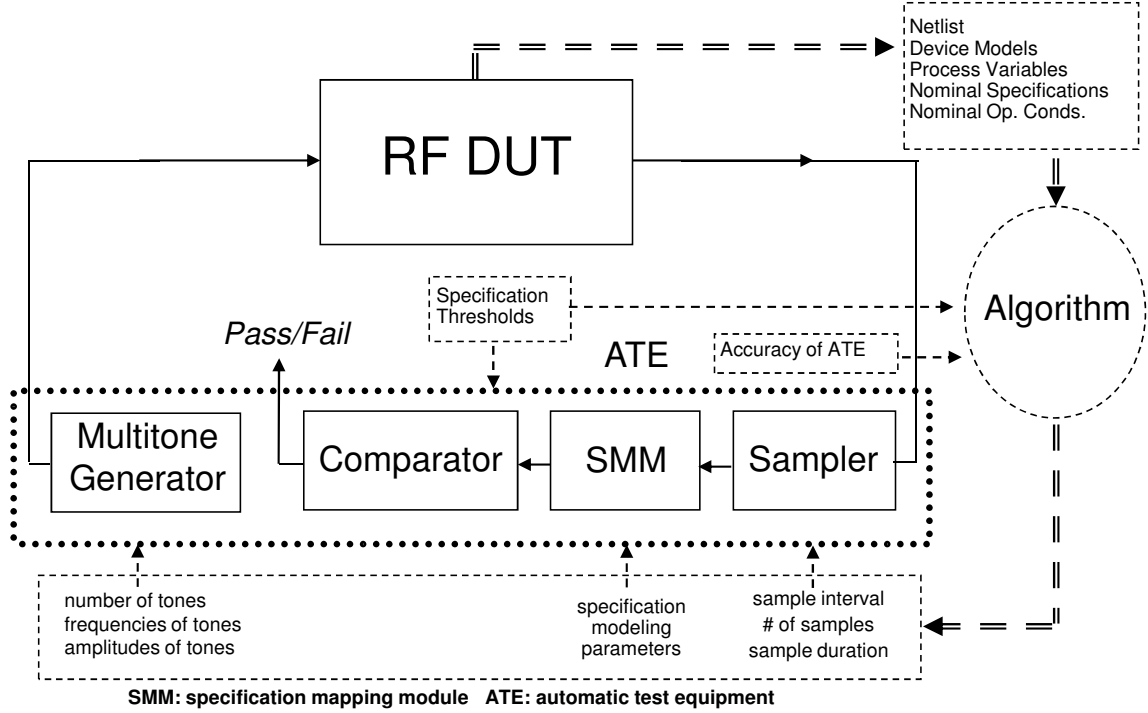 Netlist
Device Models
Process Variables
Nominal Specifications
Nominal Op. Conds.
RF DUT
Specification
Thresholds
Algorithm
Pass/Fail
ATE
Accuracy of ATE
Multitone
Generator
Comparator
SMM
Sampler
number of tones
frequencies of tones
amplitudes of tones
specification
modeling
parameters
sample interval
# of samples
sample duration
SMM: specification mapping module ATE: automatic test equipment